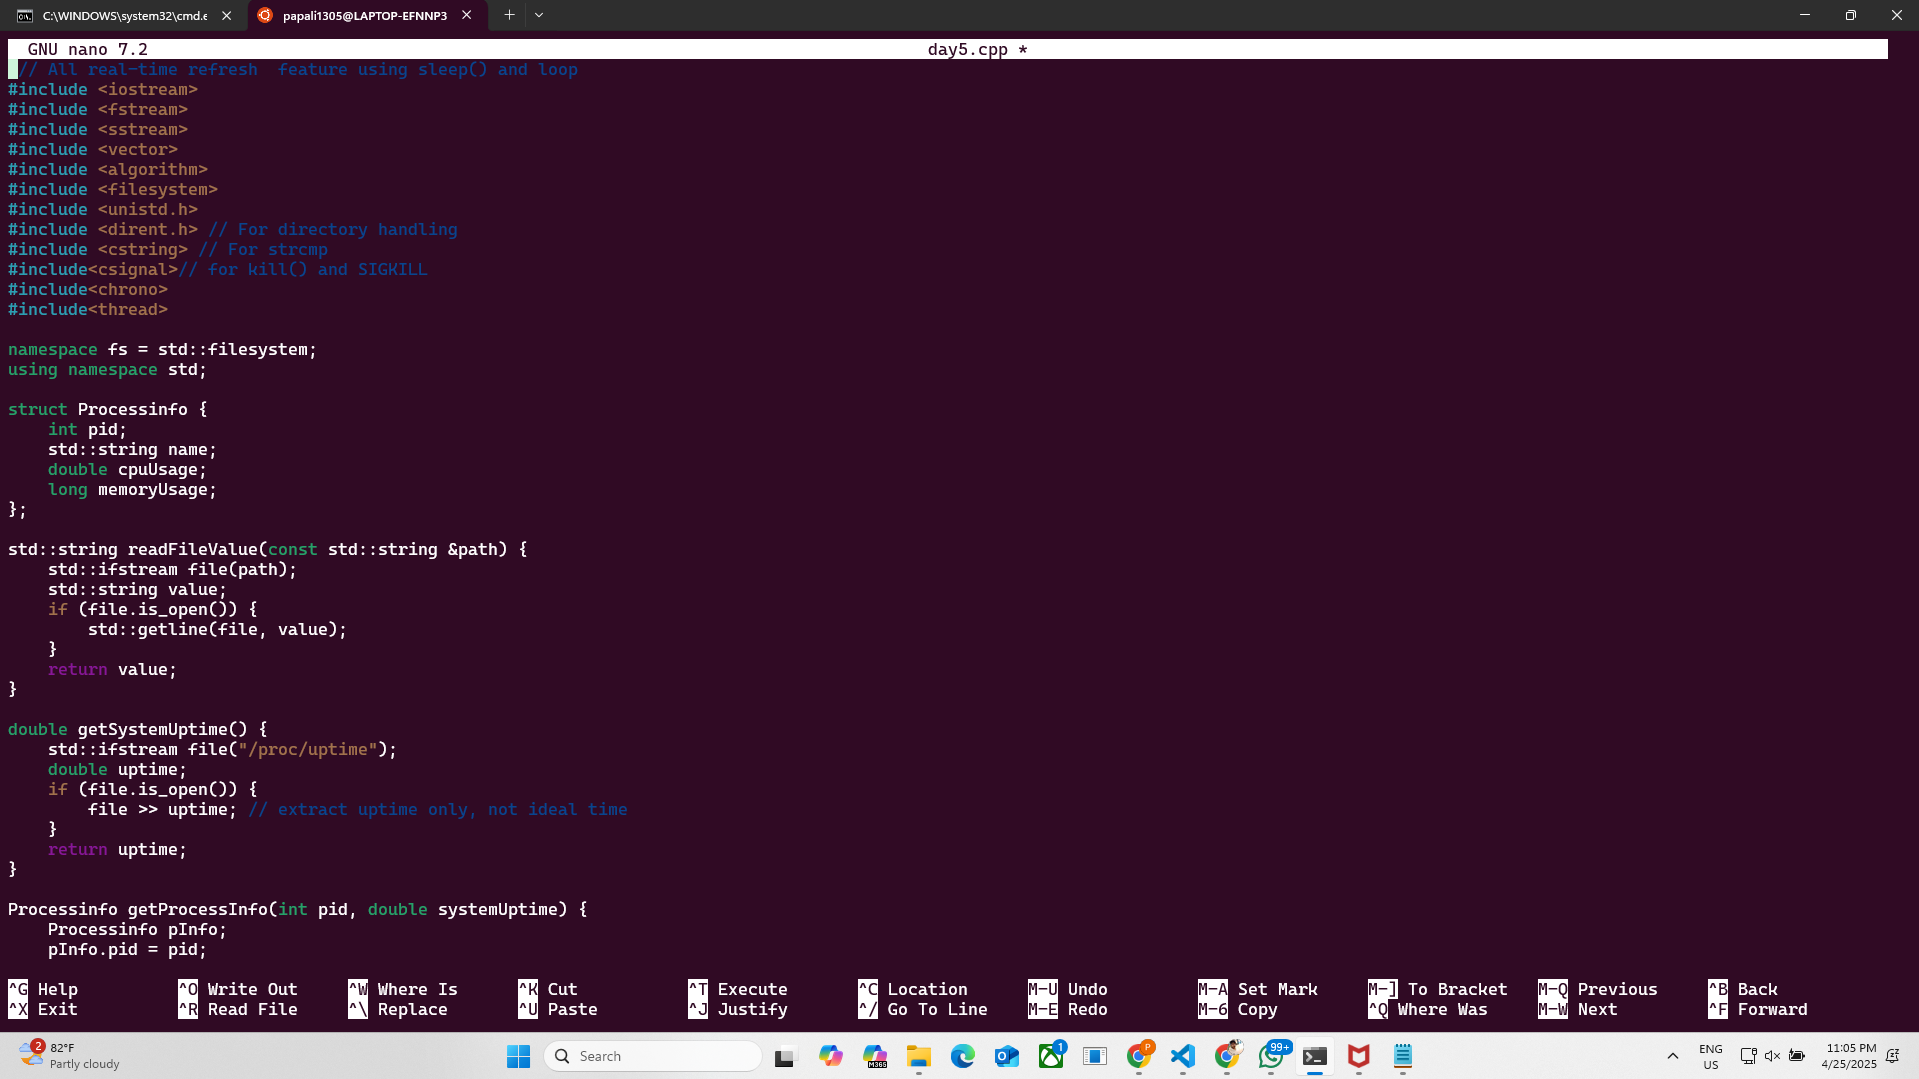 C:\WINDOWS\system32\cmd.e
papali1305@LAPTOP-EFNNP3
GNU nano 7.2 day5.cpp *
// All real-time refresh  feature using sleep() and loop
#include <iostream>
#include <fstream>
#include <sstream>
#include <vector>
#include <algorithm>
#include <filesystem>
#include <unistd.h>
#include <dirent.h> // For directory handling
#include <cstring> // For strcmp
#include<csignal>// for kill() and SIGKILL
#include<chrono>
#include<thread>
namespace fs = std::filesystem;
using namespace std;
struct Processinfo {
    int pid;
    std::string name;
    double cpuUsage;
    long memoryUsage;
};
std::string readFileValue(const std::string &path) {
    std::ifstream file(path);
    std::string value;
    if (file.is_open()) {
        std::getline(file, value);
    }
    return value;
}
double getSystemUptime() {
    std::ifstream file("/proc/uptime");
    double uptime;
    if (file.is_open()) {
        file >> uptime; // extract uptime only, not ideal time
    }
    return uptime;
}
Processinfo getProcessInfo(int pid, double systemUptime) {
    Processinfo pInfo;
    pInfo.pid = pid;
^G Help ^O Write Out ^W Where Is ^K Cut ^T Execute ^C Location M-U Undo M-A Set Mark M-] To Bracket M-Q Previous ^B Back
^X Exit ^R Read File ^\ Replace ^U Paste ^J Justify ^/ Go To Line M-E Redo M-6 Copy ^Q Where Was M-W Next ^F Forward
2
82°F
Partly cloudy
Search
M365
1
P
99+
ENG
US
11:05 PM
4/25/2025